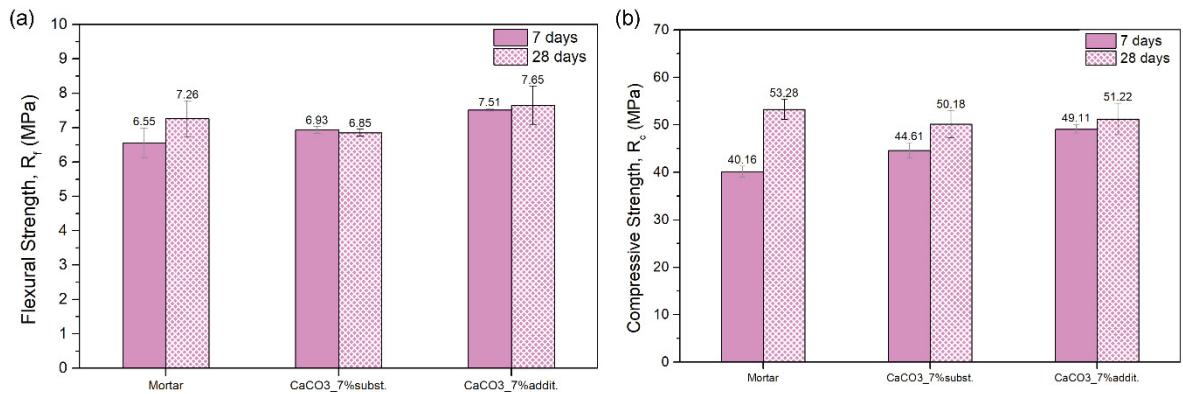 (a)
Flexural Strength, R_f (MPa)
10
9
8
7
6
5
4
3
2
1
0
7 days
28 days
6.55
7.26
6.93
6.85
7.51
7.65
Mortar
CaCO3_7%subst.
CaCO3_7%addit.
(b)
Compressive Strength, R_c (MPa)
70
60
50
40
30
20
10
0
7 days
28 days
40.16
53.28
44.61
50.18
49.11
51.22
Mortar
CaCO3_7%subst.
CaCO3_7%addit.